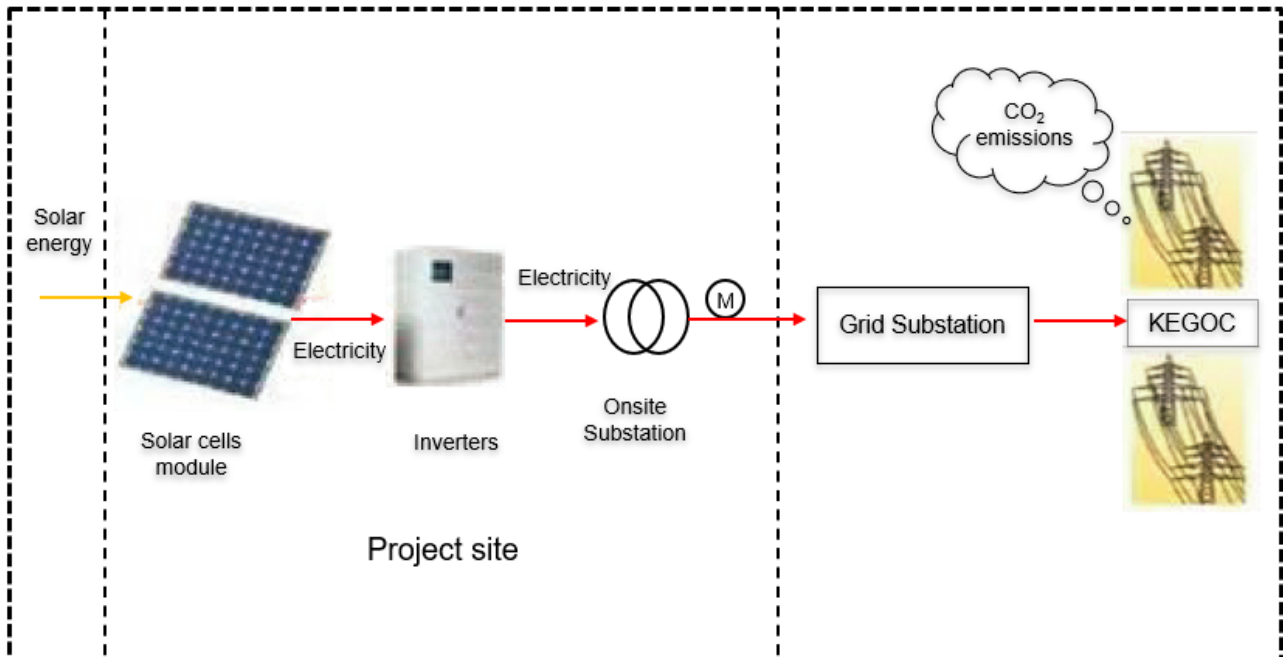 CO₂
emissions
Solar
energy
Electricity
Electricity
M
Grid Substation
KEGOC
Onsite
Substation
Solar cells
module
Inverters
Project site